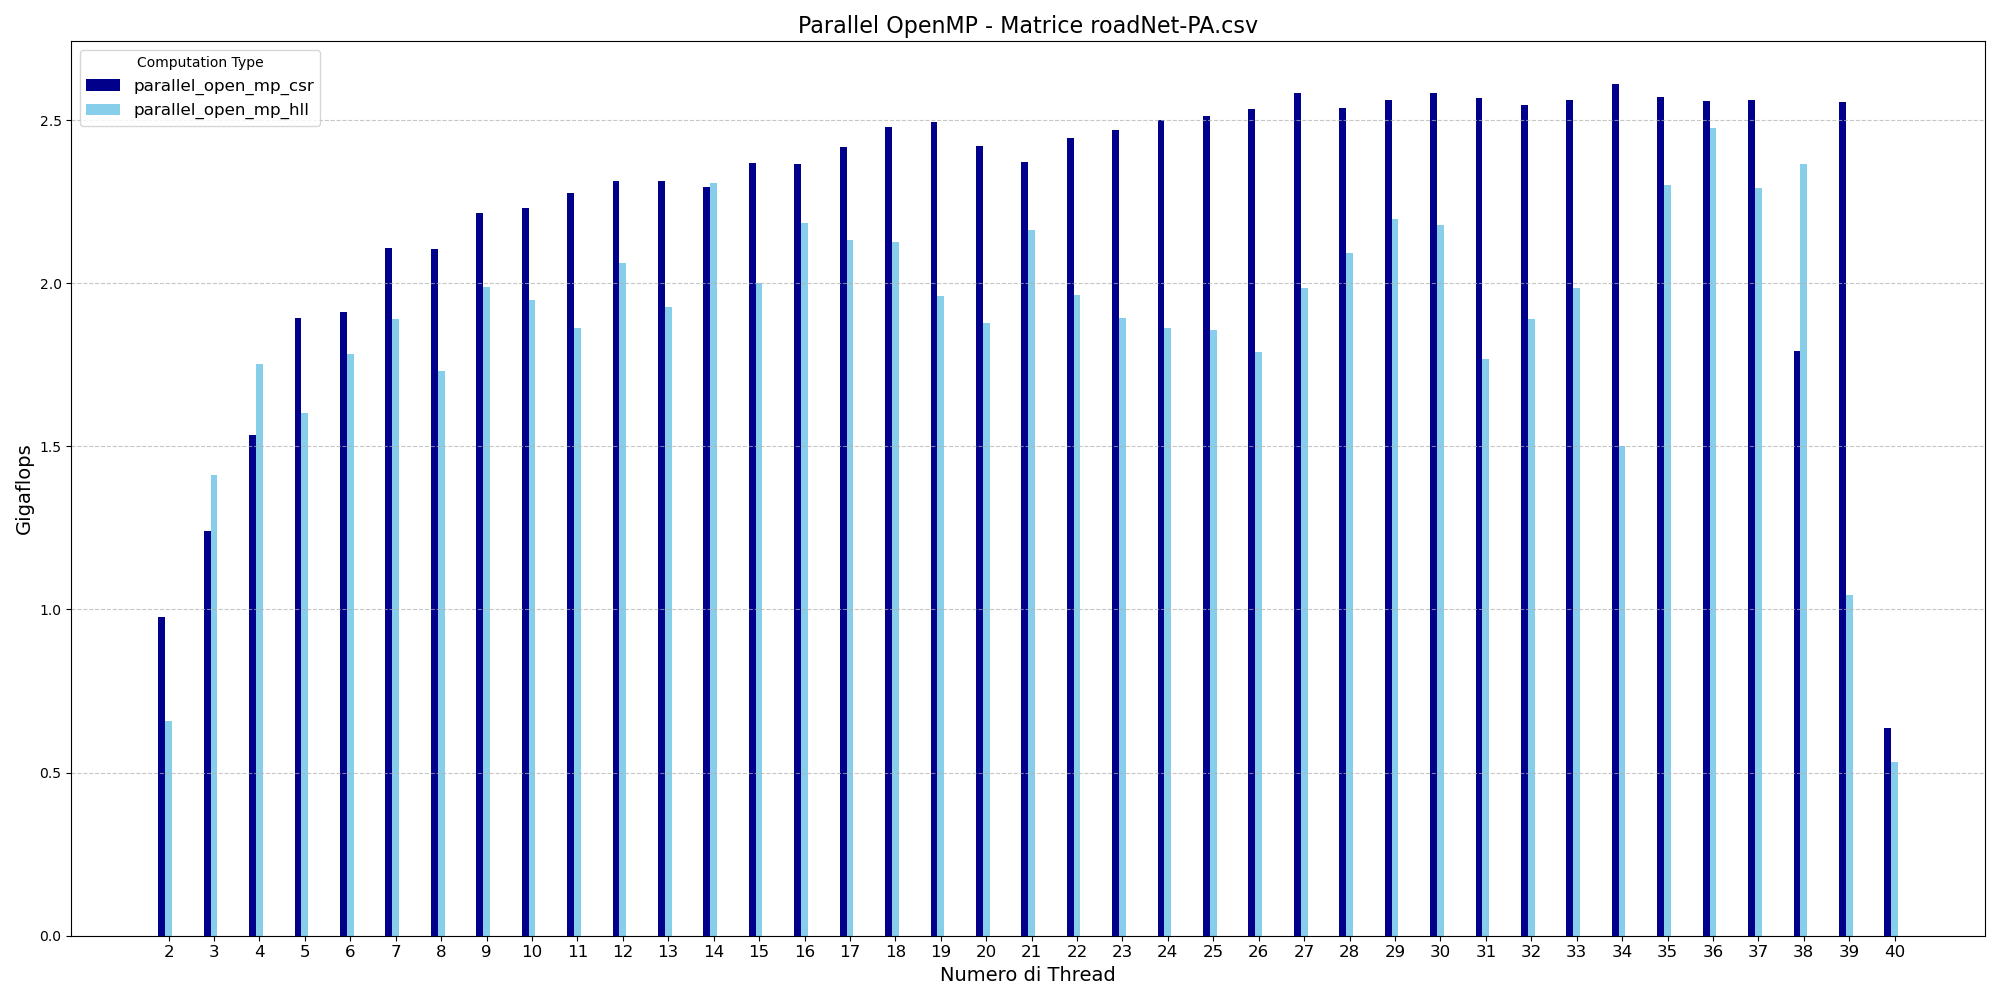 Parallel OpenMP - Matrice roadNet-PA.csv
Computation Type
parallel_open_mp_csr
parallel_open_mp_hll
Gigaflops
2.5
2.0
1.5
1.0
0.5
0.0
2 3 4 5 6 7 8 9 10 11 12 13 14 15 16 17 18 19 20 21 22 23 24 25 26 27 28 29 30 31 32 33 34 35 36 37 38 39 40
Numero di Thread